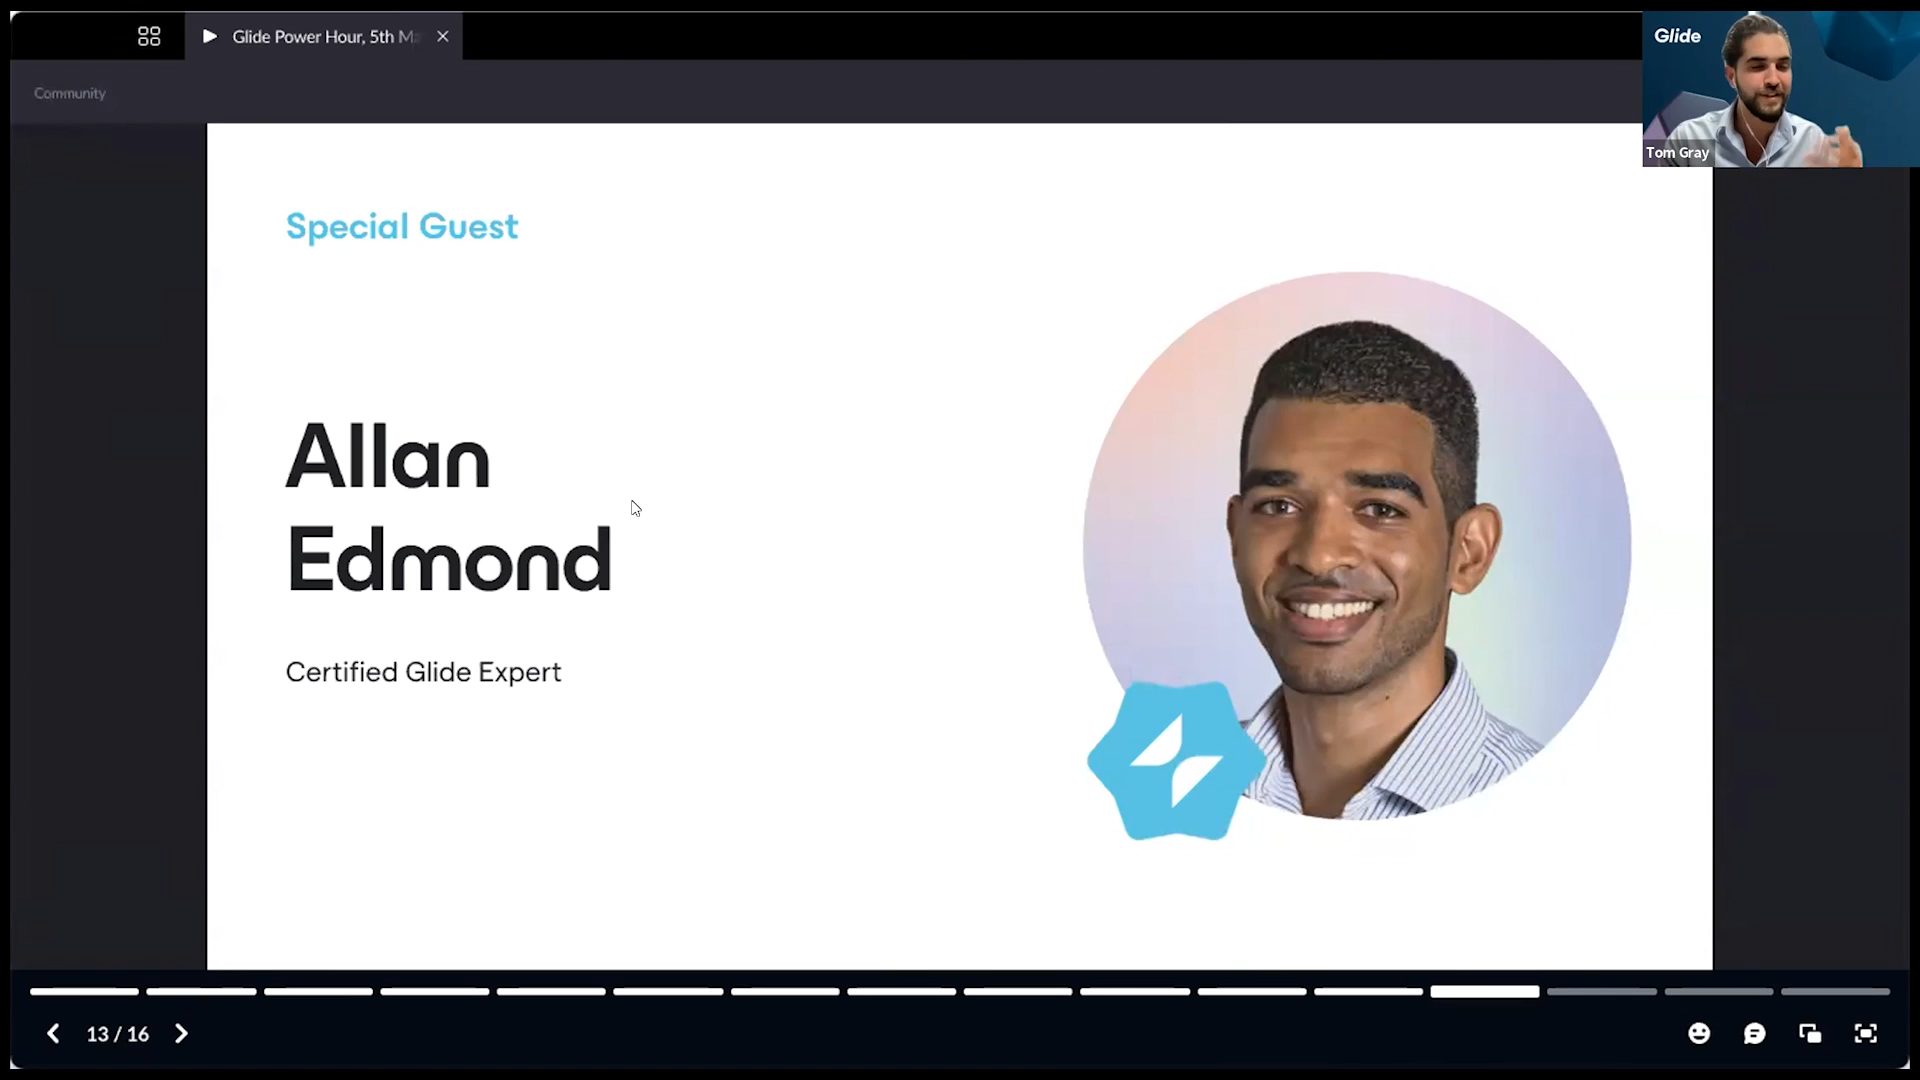 Glide Power Hour, 5th
Glide
Community
Tom Gray
Special Guest
Allan
Edmond
Certified Glide Expert
13 / 16